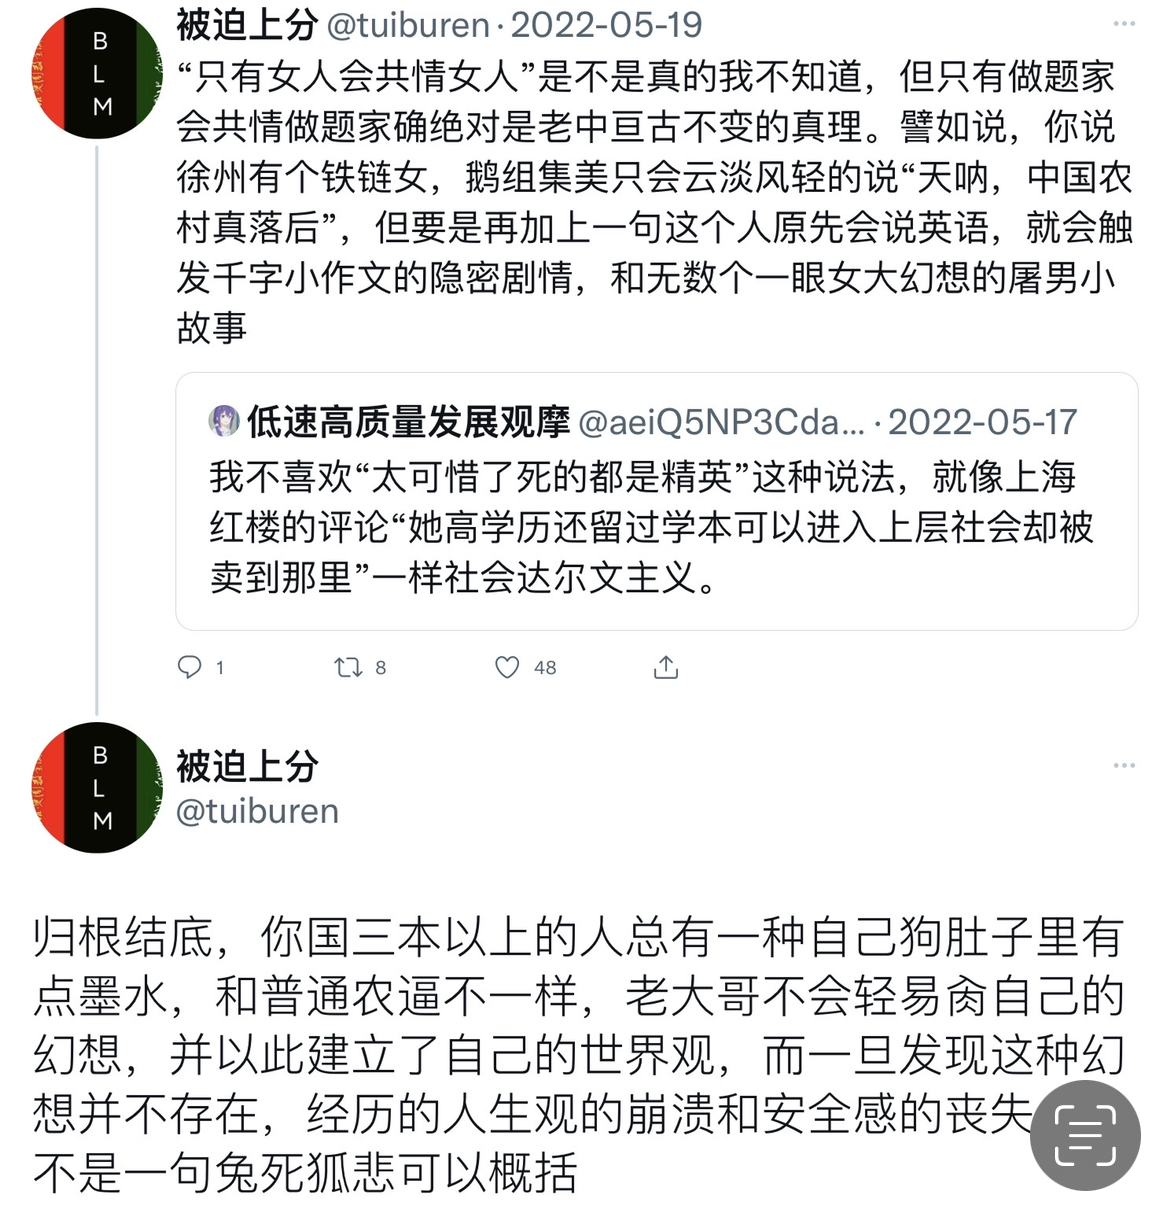 B
L
M
被迫上分 @tuiburen · 2022-05-19
“只有女人会共情女人”是不是真的我不知道，但只有做题家
会共情做题家确绝对是老中亘古不变的真理。譬如说，你说
徐州有个铁链女，鹅组集美只会云淡风轻的说“天呐，中国农
村真落后”，但要是再加上一句这个人原先会说英语，就会触
发千字小作文的隐密剧情，和无数个一眼女大幻想的屠男小
故事
低速高质量发展观摩 @aeiQ5NP3Cda... · 2022-05-17
我不喜欢“太可惜了死的都是精英”这种说法，就像上海
红楼的评论“她高学历还留过学本可以进入上层社会却被
卖到那里”一样社会达尔文主义。
1 8 48
B
L
M
被迫上分
@tuiburen
归根结底，你国三本以上的人总有一种自己狗肚子里有
点墨水，和普通农逼不一样，老大哥不会轻易肏自己的
幻想，并以此建立了自己的世界观，而一旦发现这种幻
想并不存在，经历的人生观的崩溃和安全感的丧失
不是一句兔死狐悲可以概括